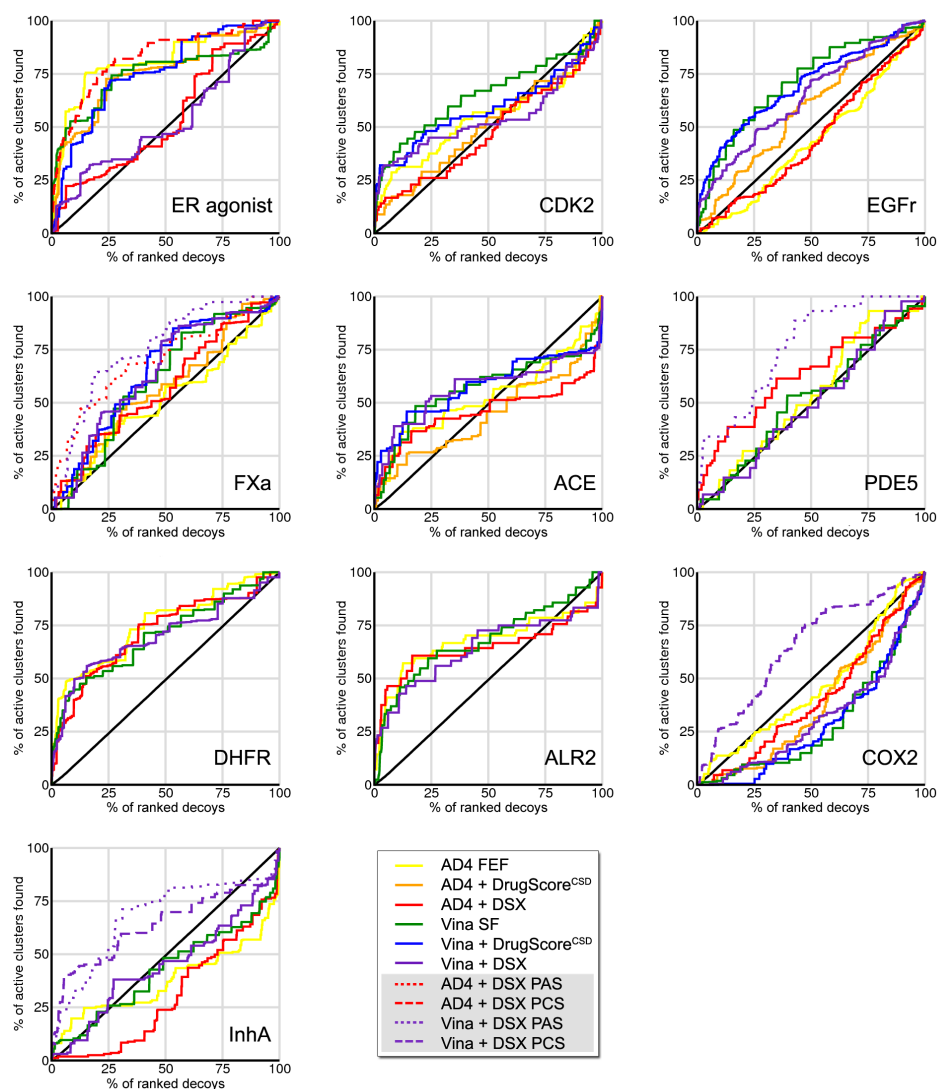 100
75
50
25
0
% of active clusters found
ER agonist
0 25 50 75 100
% of ranked decoys
100
75
50
25
0
% of active clusters found
CDK2
0 25 50 75 100
% of ranked decoys
100
75
50
25
0
% of active clusters found
EGFr
0 25 50 75 100
% of ranked decoys
100
75
50
25
0
% of active clusters found
FXa
0 25 50 75 100
% of ranked decoys
100
75
50
25
0
% of active clusters found
ACE
0 25 50 75 100
% of ranked decoys
100
75
50
25
0
% of active clusters found
PDE5
0 25 50 75 100
% of ranked decoys
100
75
50
25
0
% of active clusters found
DHFR
0 25 50 75 100
% of ranked decoys
100
75
50
25
0
% of active clusters found
ALR2
0 25 50 75 100
% of ranked decoys
100
75
50
25
0
% of active clusters found
COX2
0 25 50 75 100
% of ranked decoys
100
75
50
25
0
% of active clusters found
InhA
0 25 50 75 100
% of ranked decoys
AD4 FEF
AD4 + DrugScoreCSD
AD4 + DSX
Vina SF
Vina + DrugScoreCSD
Vina + DSX
AD4 + DSX PAS
AD4 + DSX PCS
Vina + DSX PAS
Vina + DSX PCS